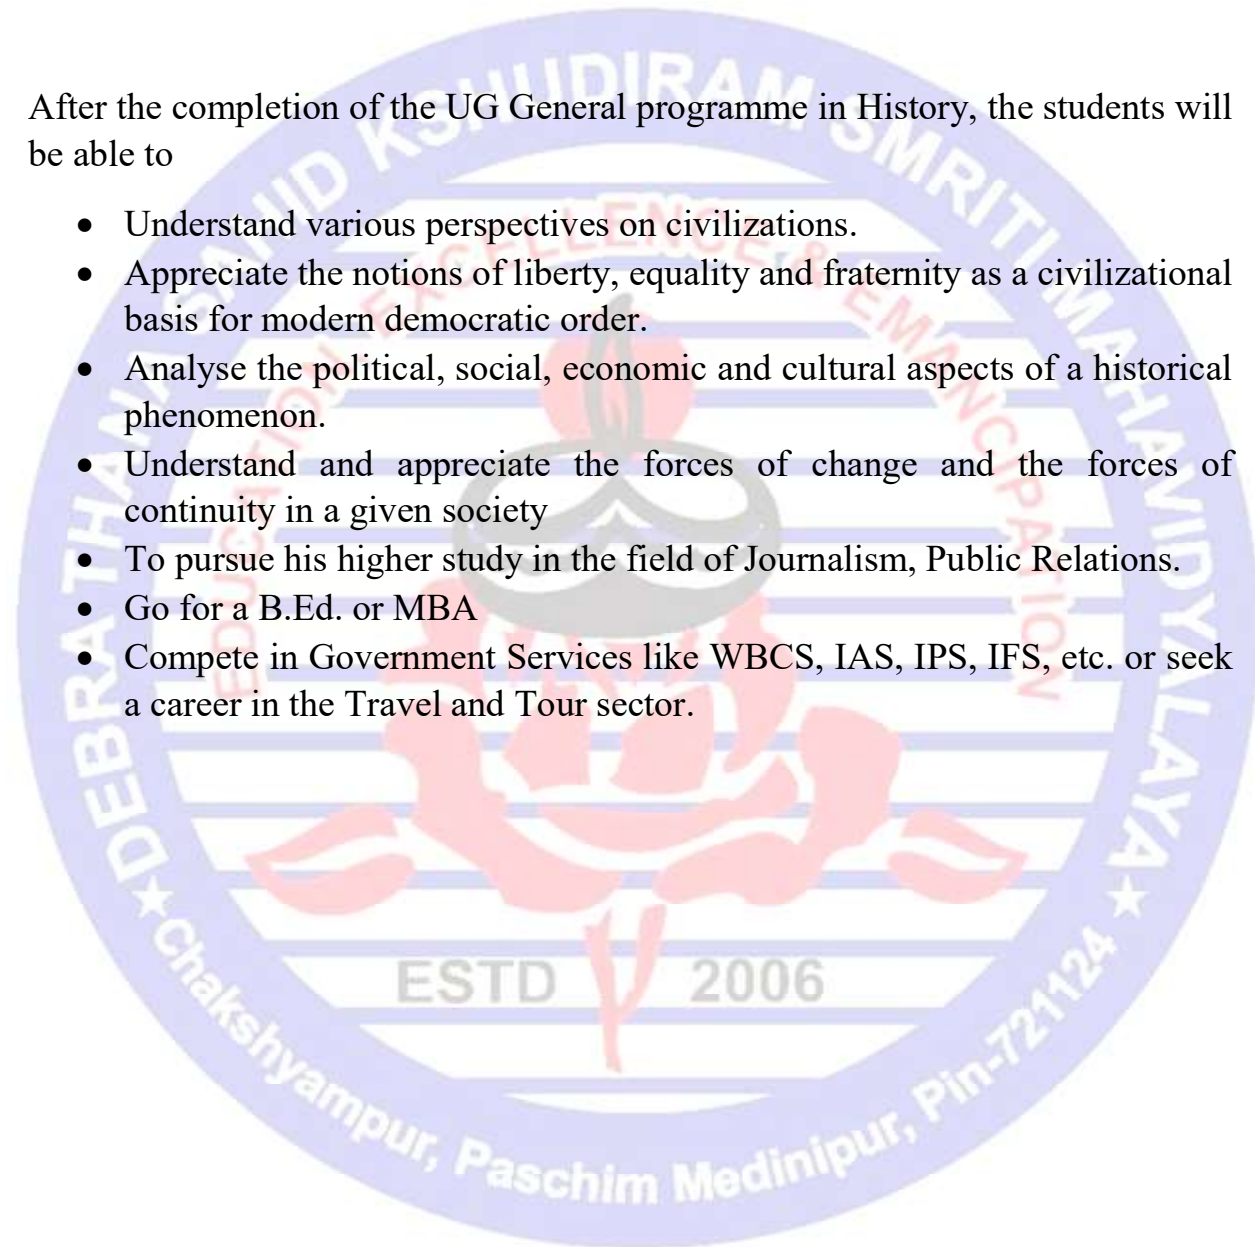 After the completion of the UG General programme in History, the students will
be able to
• Understand various perspectives on civilizations.
• Appreciate the notions of liberty, equality and fraternity as a civilizational
basis for modern democratic order.
• Analyse the political, social, economic and cultural aspects of a historical
phenomenon.
• Understand and appreciate the forces of change and the forces of
continuity in a given society
• To pursue his higher study in the field of Journalism, Public Relations.
• Go for a B.Ed. or MBA
• Compete in Government Services like WBCS, IAS, IPS, IFS, etc. or seek
a career in the Travel and Tour sector.
DEBRA THANA SAHID KSHUDIRAM SMRITI MAHAVIDYALAYA
EDUCATION EXCELLENCE & EMANCIPATION
ESTD 2006
Chakshyampur, Paschim Medinipur, Pin-721124